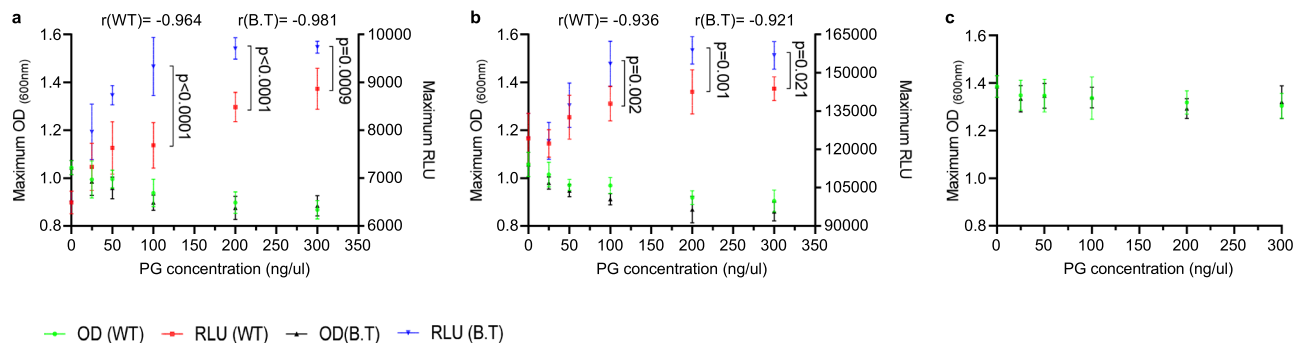 a
r(WT)= -0.964
r(B.T)= -0.981
1.6
1.4
1.2
1.0
0.8
Maximum OD (600nm)
10000
9000
8000
7000
6000
Maximum RLU
p<0.0001
p<0.0001
p=0.0009
0 50 100 150 200 250 300 350
PG concentration (ng/ul)
b
r(WT)= -0.936
r(B.T)= -0.921
1.6
1.4
1.2
1.0
0.8
Maximum OD (600nm)
165000
150000
135000
120000
105000
90000
Maximum RLU
p=0.002
p=0.001
p=0.021
0 50 100 150 200 250 300 350
PG concentration (ng/ul)
c
1.6
1.4
1.2
1.0
0.8
Maximum OD (600nm)
0 50 100 150 200 250 300
PG concentration (ng/ul)
OD (WT) RLU (WT) OD(B.T) RLU (B.T)